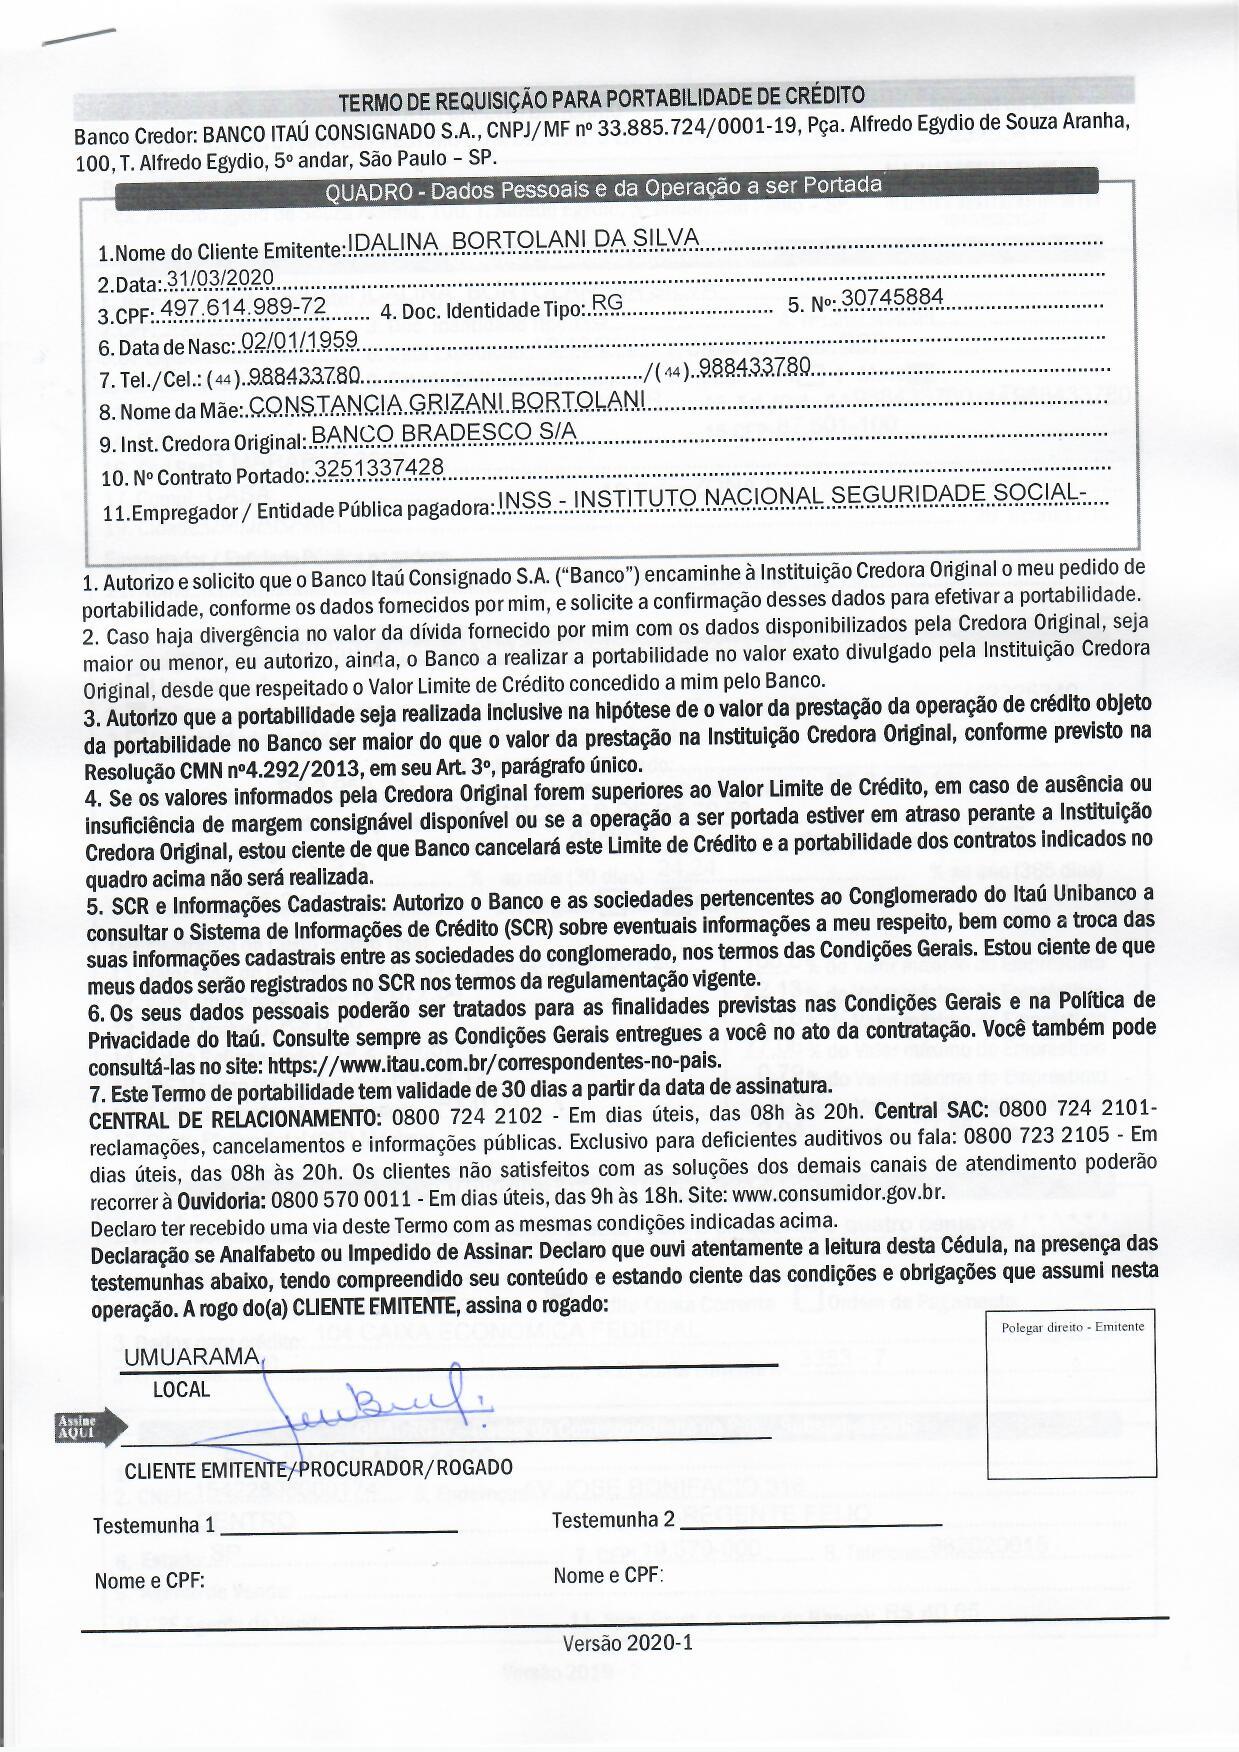 TERMO DE REQUISIÇÃO PARA PORTABILIDADE DE CRÉDITO
Banco Credor: BANCO ITAÚ CONSIGNADO S.A., CNPJ/MF nº 33.885.724/0001-19, Pça. Alfredo Egydio de Souza Aranha,
100, T. Alfredo Egydio, 5º andar, São Paulo – SP.
QUADRO - Dados Pessoais e da Operação a ser Portada
1.Nome do Cliente Emitente: IDALINA BORTOLANI DA SILVA
2.Data: 31/03/2020
3.CPF: 497.614.989-72 4. Doc. Identidade Tipo: RG 5. Nº: 30745884
6. Data de Nasc: 02/01/1959
7. Tel./Cel.: (44) 988433780 /(44) 988433780
8. Nome da Mãe: CONSTANCIA GRIZANI BORTOLANI
9. Inst. Credora Original: BANCO BRADESCO S/A
10. Nº Contrato Portado: 3251337428
11.Empregador / Entidade Pública pagadora: INSS - INSTITUTO NACIONAL SEGURIDADE SOCIAL-
1. Autorizo e solicito que o Banco Itaú Consignado S.A. (“Banco”) encaminhe à Instituição Credora Original o meu pedido de
portabilidade, conforme os dados fornecidos por mim, e solicite a confirmação desses dados para efetivar a portabilidade.
2. Caso haja divergência no valor da dívida fornecido por mim com os dados disponibilizados pela Credora Original, seja
maior ou menor, eu autorizo, ainda, o Banco a realizar a portabilidade no valor exato divulgado pela Instituição Credora
Original, desde que respeitado o Valor Limite de Crédito concedido a mim pelo Banco.
3. Autorizo que a portabilidade seja realizada inclusive na hipótese de o valor da prestação da operação de crédito objeto
da portabilidade no Banco ser maior do que o valor da prestação na Instituição Credora Original, conforme previsto na
Resolução CMN nº4.292/2013, em seu Art. 3º, parágrafo único.
4. Se os valores informados pela Credora Original forem superiores ao Valor Limite de Crédito, em caso de ausência ou
insuficiência de margem consignável disponível ou se a operação a ser portada estiver em atraso perante a Instituição
Credora Original, estou ciente de que Banco cancelará este Limite de Crédito e a portabilidade dos contratos indicados no
quadro acima não será realizada.
5. SCR e Informações Cadastrais: Autorizo o Banco e as sociedades pertencentes ao Conglomerado do Itaú Unibanco a
consultar o Sistema de Informações de Crédito (SCR) sobre eventuais informações a meu respeito, bem como a troca das
suas informações cadastrais entre as sociedades do conglomerado, nos termos das Condições Gerais. Estou ciente de que
meus dados serão registrados no SCR nos termos da regulamentação vigente.
6. Os seus dados pessoais poderão ser tratados para as finalidades previstas nas Condições Gerais e na Política de
Privacidade do Itaú. Consulte sempre as Condições Gerais entregues a você no ato da contratação. Você também pode
consultá-las no site: https://www.itau.com.br/correspondentes-no-pais.
7. Este Termo de portabilidade tem validade de 30 dias a partir da data de assinatura.
CENTRAL DE RELACIONAMENTO: 0800 724 2102 - Em dias úteis, das 08h às 20h. Central SAC: 0800 724 2101-
reclamações, cancelamentos e informações públicas. Exclusivo para deficientes auditivos ou fala: 0800 723 2105 - Em
dias úteis, das 08h às 20h. Os clientes não satisfeitos com as soluções dos demais canais de atendimento poderão
recorrer à Ouvidoria: 0800 570 0011 - Em dias úteis, das 9h às 18h. Site: www.consumidor.gov.br.
Declaro ter recebido uma via deste Termo com as mesmas condições indicadas acima.
Declaração se Analfabeto ou Impedido de Assinar: Declaro que ouvi atentamente a leitura desta Cédula, na presença das
testemunhas abaixo, tendo compreendido seu conteúdo e estando ciente das condições e obrigações que assumi nesta
operação. A rogo do(a) CLIENTE EMITENTE, assina o rogado:
Polegar direito - Emitente
UMUARAMA,
LOCAL
Assine
AQUI
CLIENTE EMITENTE/PROCURADOR/ROGADO
Testemunha 1 Testemunha 2
Nome e CPF: Nome e CPF:
Versão 2020-1